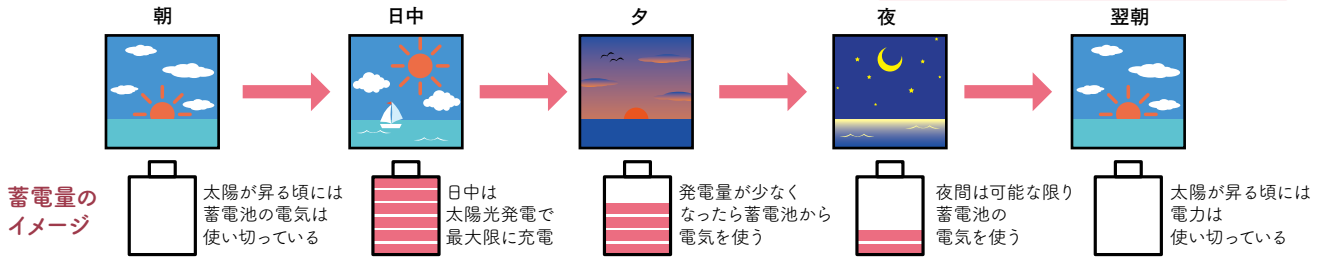 朝
日中
夕
夜
翌朝
蓄電量の
イメージ
太陽が昇る頃には
蓄電池の電気は
使い切っている
日中は
太陽光発電で
最大限に充電
発電量が少なく
なったら蓄電池から
電気を使う
夜間は可能な限り
蓄電池の
電気を使う
太陽が昇る頃には
電力は
使い切っている